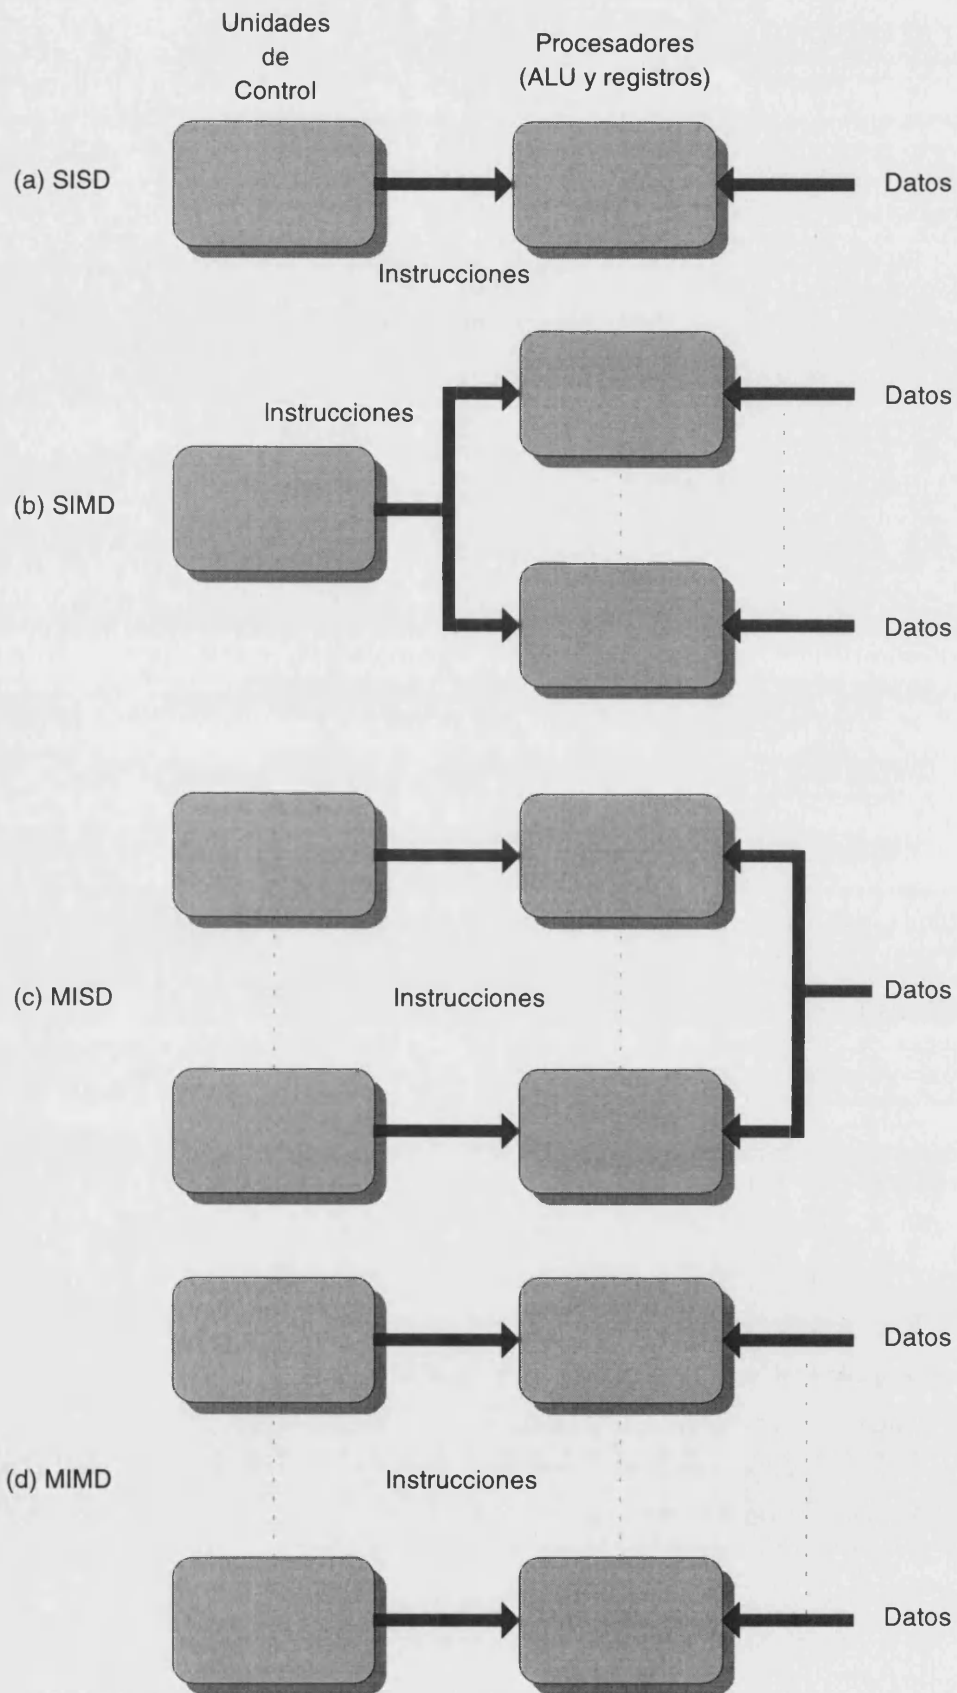 Unidades
de
Control
Procesadores
(ALU y registros)
(a) SISD
Datos
Instrucciones
Instrucciones
Datos
(b) SIMD
Datos
(c) MISD
Instrucciones
Datos
Datos
(d) MIMD
Instrucciones
Datos